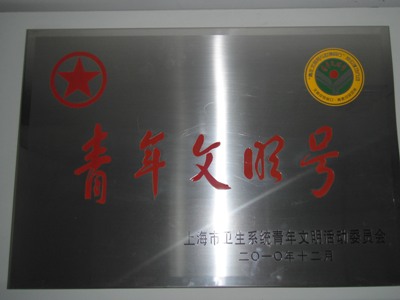 青年文明号
上海市卫生系统青年文明活动委员会
二〇一〇年十二月